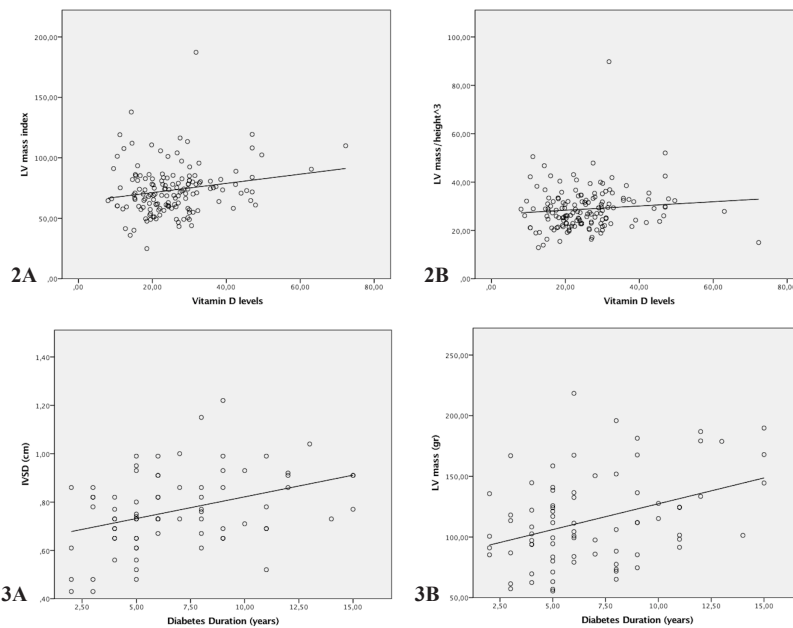 200,00
150,00
100,00
50,00
,00
LV mass index
,00 20,00 40,00 60,00 80,00
Vitamin D levels
2A
100,00
80,00
60,00
40,00
20,00
,00
LV mass/height^3
,00 20,00 40,00 60,00 80,00
Vitamin D levels
2B
1,40
1,20
1,00
,80
,60
,40
IVSD (cm)
2,50 5,00 7,50 10,00 12,50 15,00
Diabetes Duration (years)
3A
250,00
200,00
150,00
100,00
50,00
LV mass (gr)
2,50 5,00 7,50 10,00 12,50 15,00
Diabetes Duration (years)
3B